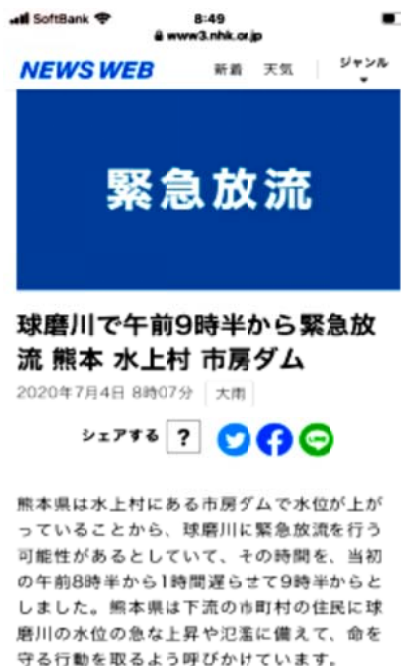 SoftBank
8:49
www3.nhk.or.jp
NEWS WEB
新着
天気
ジャンル
緊急放流
球磨川で午前9時半から緊急放
流 熊本 水上村 市房ダム
2020年7月4日 8時07分
大雨
シェアする
?
LINE
熊本県は水上村にある市房ダムで水位が上が
っていることから、球磨川に緊急放流を行う
可能性があるとしていて、その時間を、当初
の午前8時半から1時間遅らせて9時半からと
しました。熊本県は下流の市町村の住民に球
磨川の水位の急な上昇や氾濫に備えて、命を
守る行動を取るよう呼びかけています。